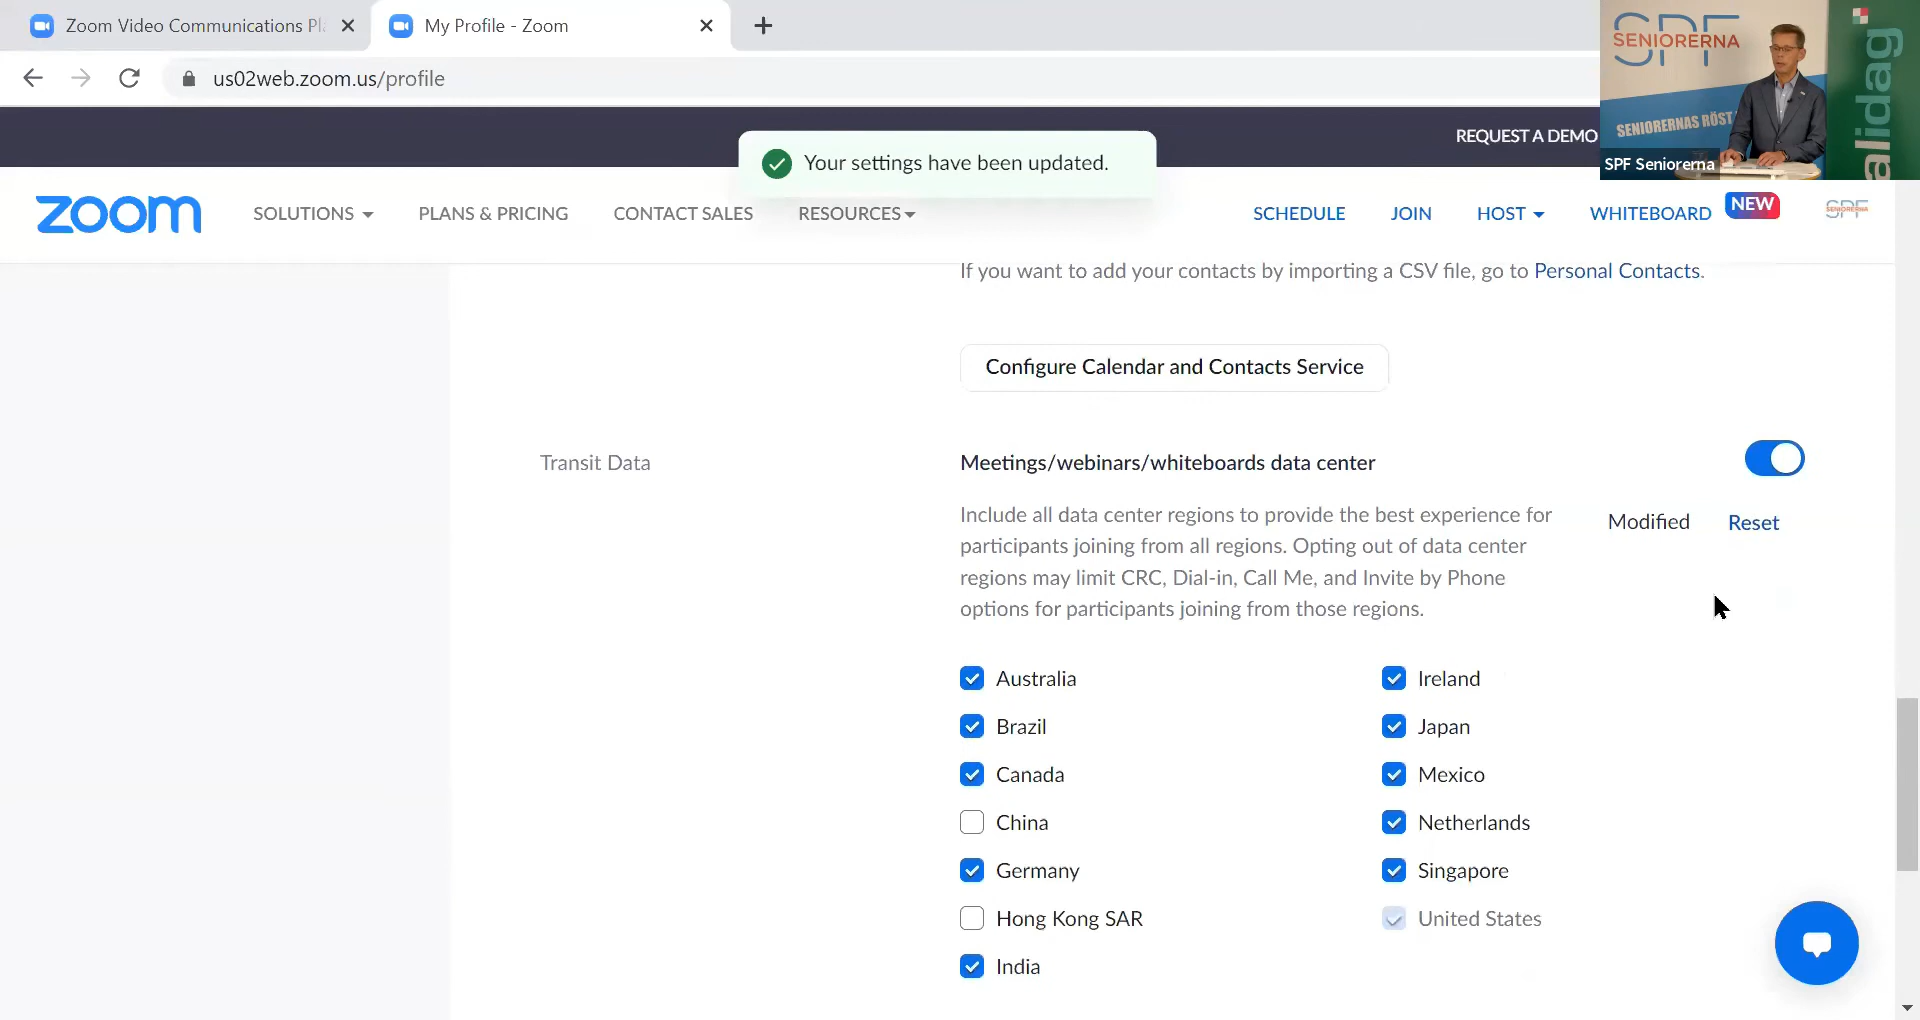 Zoom Video Communications Pl
My Profile - Zoom
us02web.zoom.us/profile
REQUEST A DEMO
Your settings have been updated.
SPF
SENIORERNA
SENIORERNAS RÖST
alidag
SPF Seniorerna
zoom
SOLUTIONS
PLANS & PRICING
CONTACT SALES
RESOURCES
SCHEDULE
JOIN
HOST
WHITEBOARD
NEW
SPF
SENIORERNA
If you want to add your contacts by importing a CSV file, go to Personal Contacts.
Configure Calendar and Contacts Service
Transit Data
Meetings/webinars/whiteboards data center
Include all data center regions to provide the best experience for
participants joining from all regions. Opting out of data center
regions may limit CRC, Dial-in, Call Me, and Invite by Phone
options for participants joining from those regions.
Modified
Reset
Australia
Brazil
Canada
China
Germany
Hong Kong SAR
India
Ireland
Japan
Mexico
Netherlands
Singapore
United States